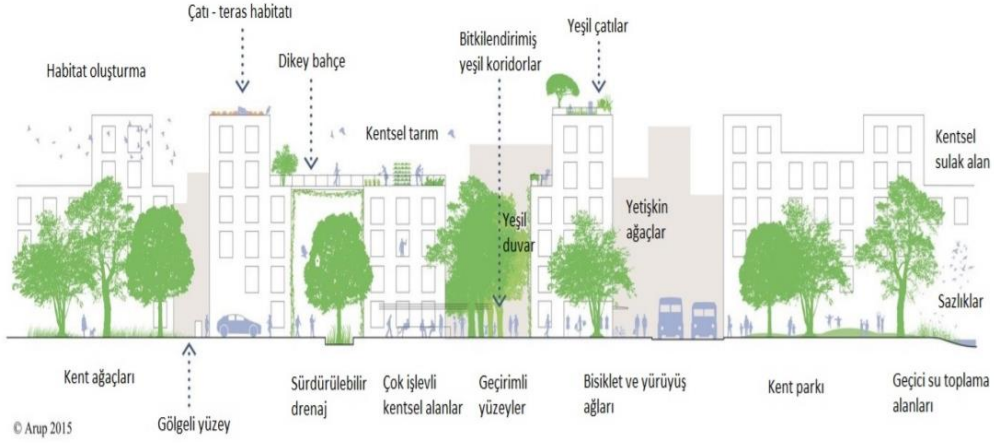 Çatı - teras habitatı
Yeşil çatılar
Bitkilendirimiş
yeşil koridorlar
Dikey bahçe
Habitat oluşturma
Kentsel tarım
Kentsel
sulak alan
Yeşil
duvar
Yetişkin
ağaçlar
Sazlıklar
Kent ağaçları
Gölgeli yüzey
Sürdürülebilir
drenaj
Çok işlevli
kentsel alanlar
Geçirimli
yüzeyler
Bisiklet ve yürüyüş
ağları
Kent parkı
Geçici su toplama
alanları
© Arup 2015